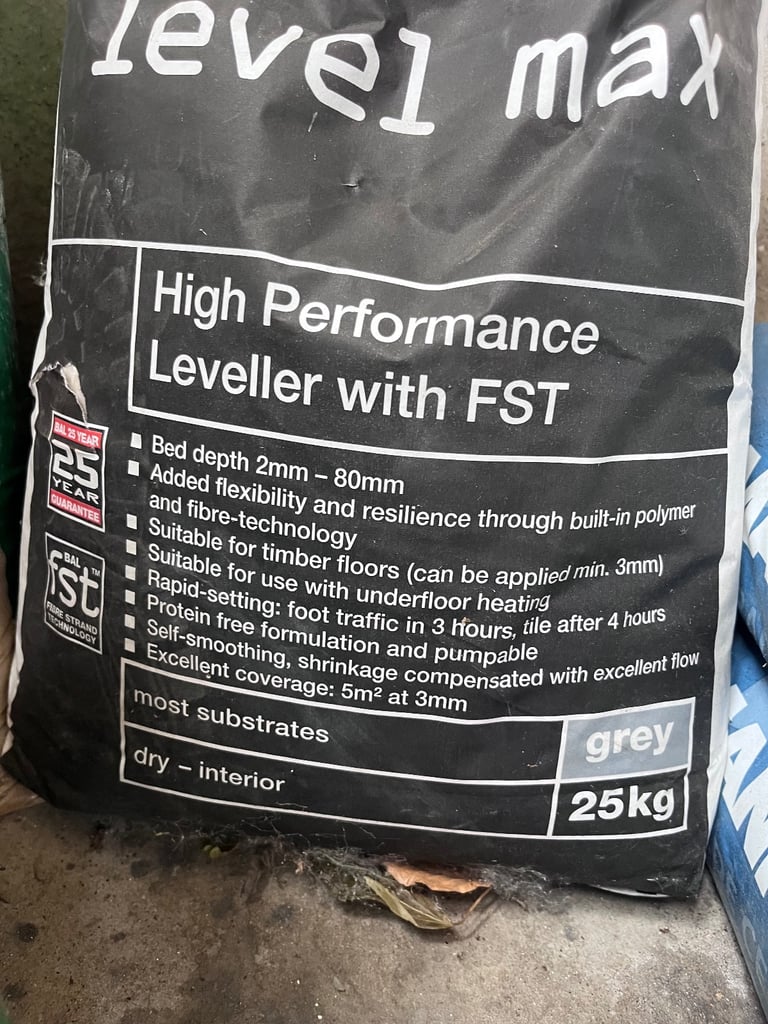 level max
High Performance
Leveller with FST
Bed depth 2mm – 80mm
Added flexibility and resilience through built-in polymer
and fibre-technology
Suitable for timber floors (can be applied min. 3mm)
Suitable for use with underfloor heating
Rapid-setting: foot traffic in 3 hours, tile after 4 hours
Protein free formulation and pumpable
Self-smoothing, shrinkage compensated with excellent flow
Excellent coverage: 5m² at 3mm
BAL 25 YEAR
25
YEAR
GUARANTEE
BAL
fst™
FIBRE STRAND
TECHNOLOGY
most substrates
grey
dry – interior
25kg